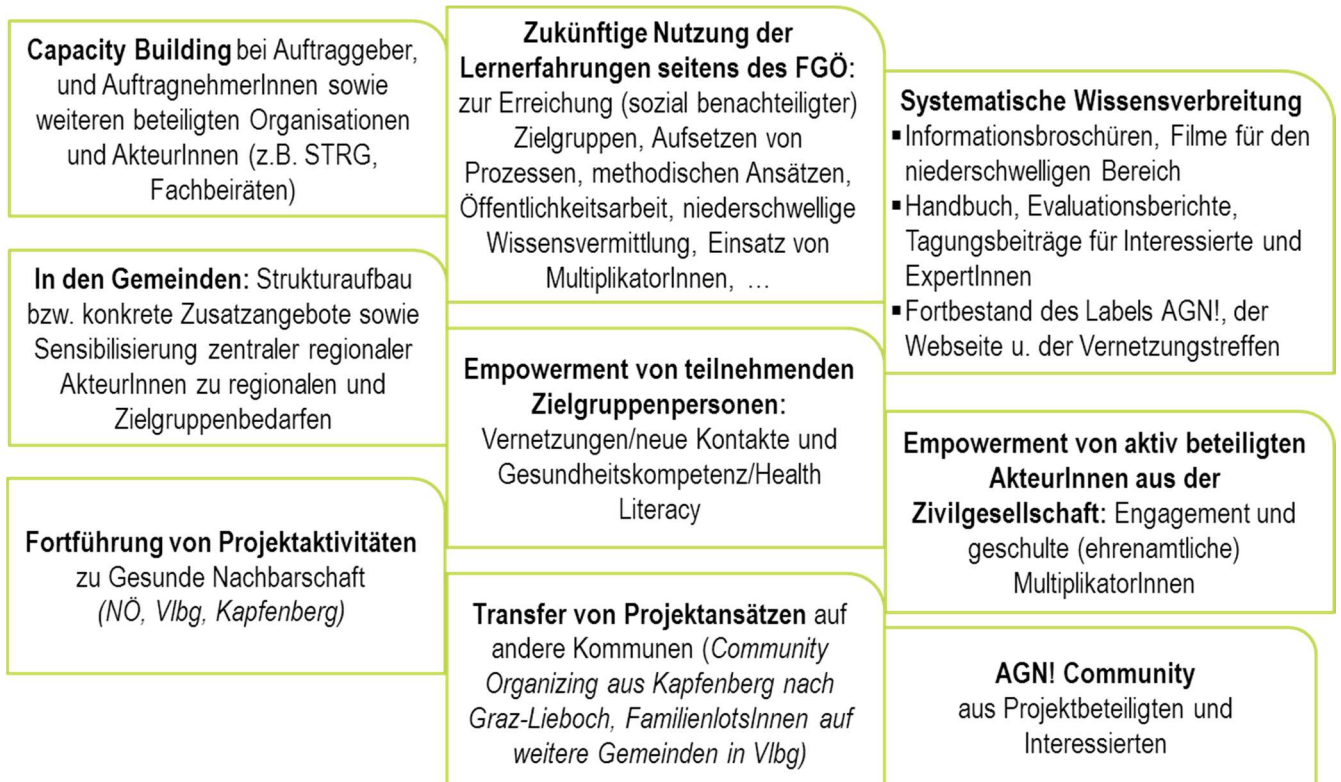 Capacity Building bei Auftraggeber,
und AuftragnehmerInnen sowie
weiteren beteiligten Organisationen
und AkteurInnen (z.B. STRG,
Fachbeiräten)
In den Gemeinden: Strukturaufbau
bzw. konkrete Zusatzangebote sowie
Sensibilisierung zentraler regionaler
AkteurInnen zu regionalen und
Zielgruppenbedarfen
Fortführung von Projektaktivitäten
zu Gesunde Nachbarschaft
(NÖ, Vlbg, Kapfenberg)
Zukünftige Nutzung der
Lernerfahrungen seitens des FGÖ:
zur Erreichung (sozial benachteiligter)
Zielgruppen, Aufsetzen von
Prozessen, methodischen Ansätzen,
Öffentlichkeitsarbeit, niederschwellige
Wissensvermittlung, Einsatz von
MultiplikatorInnen, …
Empowerment von teilnehmenden
Zielgruppenpersonen:
Vernetzungen/neue Kontakte und
Gesundheitskompetenz/Health
Literacy
Transfer von Projektansätzen auf
andere Kommunen (Community
Organizing aus Kapfenberg nach
Graz-Lieboch, FamilienlotsInnen auf
weitere Gemeinden in Vlbg)
Systematische Wissensverbreitung
▪Informationsbroschüren, Filme für den
niederschwelligen Bereich
▪Handbuch, Evaluationsberichte,
Tagungsbeiträge für Interessierte und
ExpertInnen
▪Fortbestand des Labels AGN!, der
Webseite u. der Vernetzungstreffen
Empowerment von aktiv beteiligten
AkteurInnen aus der
Zivilgesellschaft: Engagement und
geschulte (ehrenamtliche)
MultiplikatorInnen
AGN! Community
aus Projektbeteiligten und
Interessierten